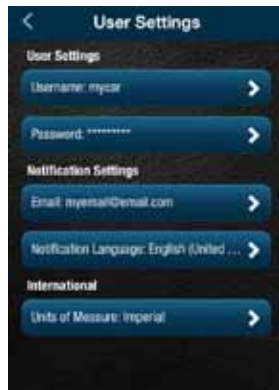 User Settings
User Settings
Username: mycar
Password: *********
Notification Settings
Email: myemail@email.com
Notification Language: English (United ...
International
Units of Measure: Imperial